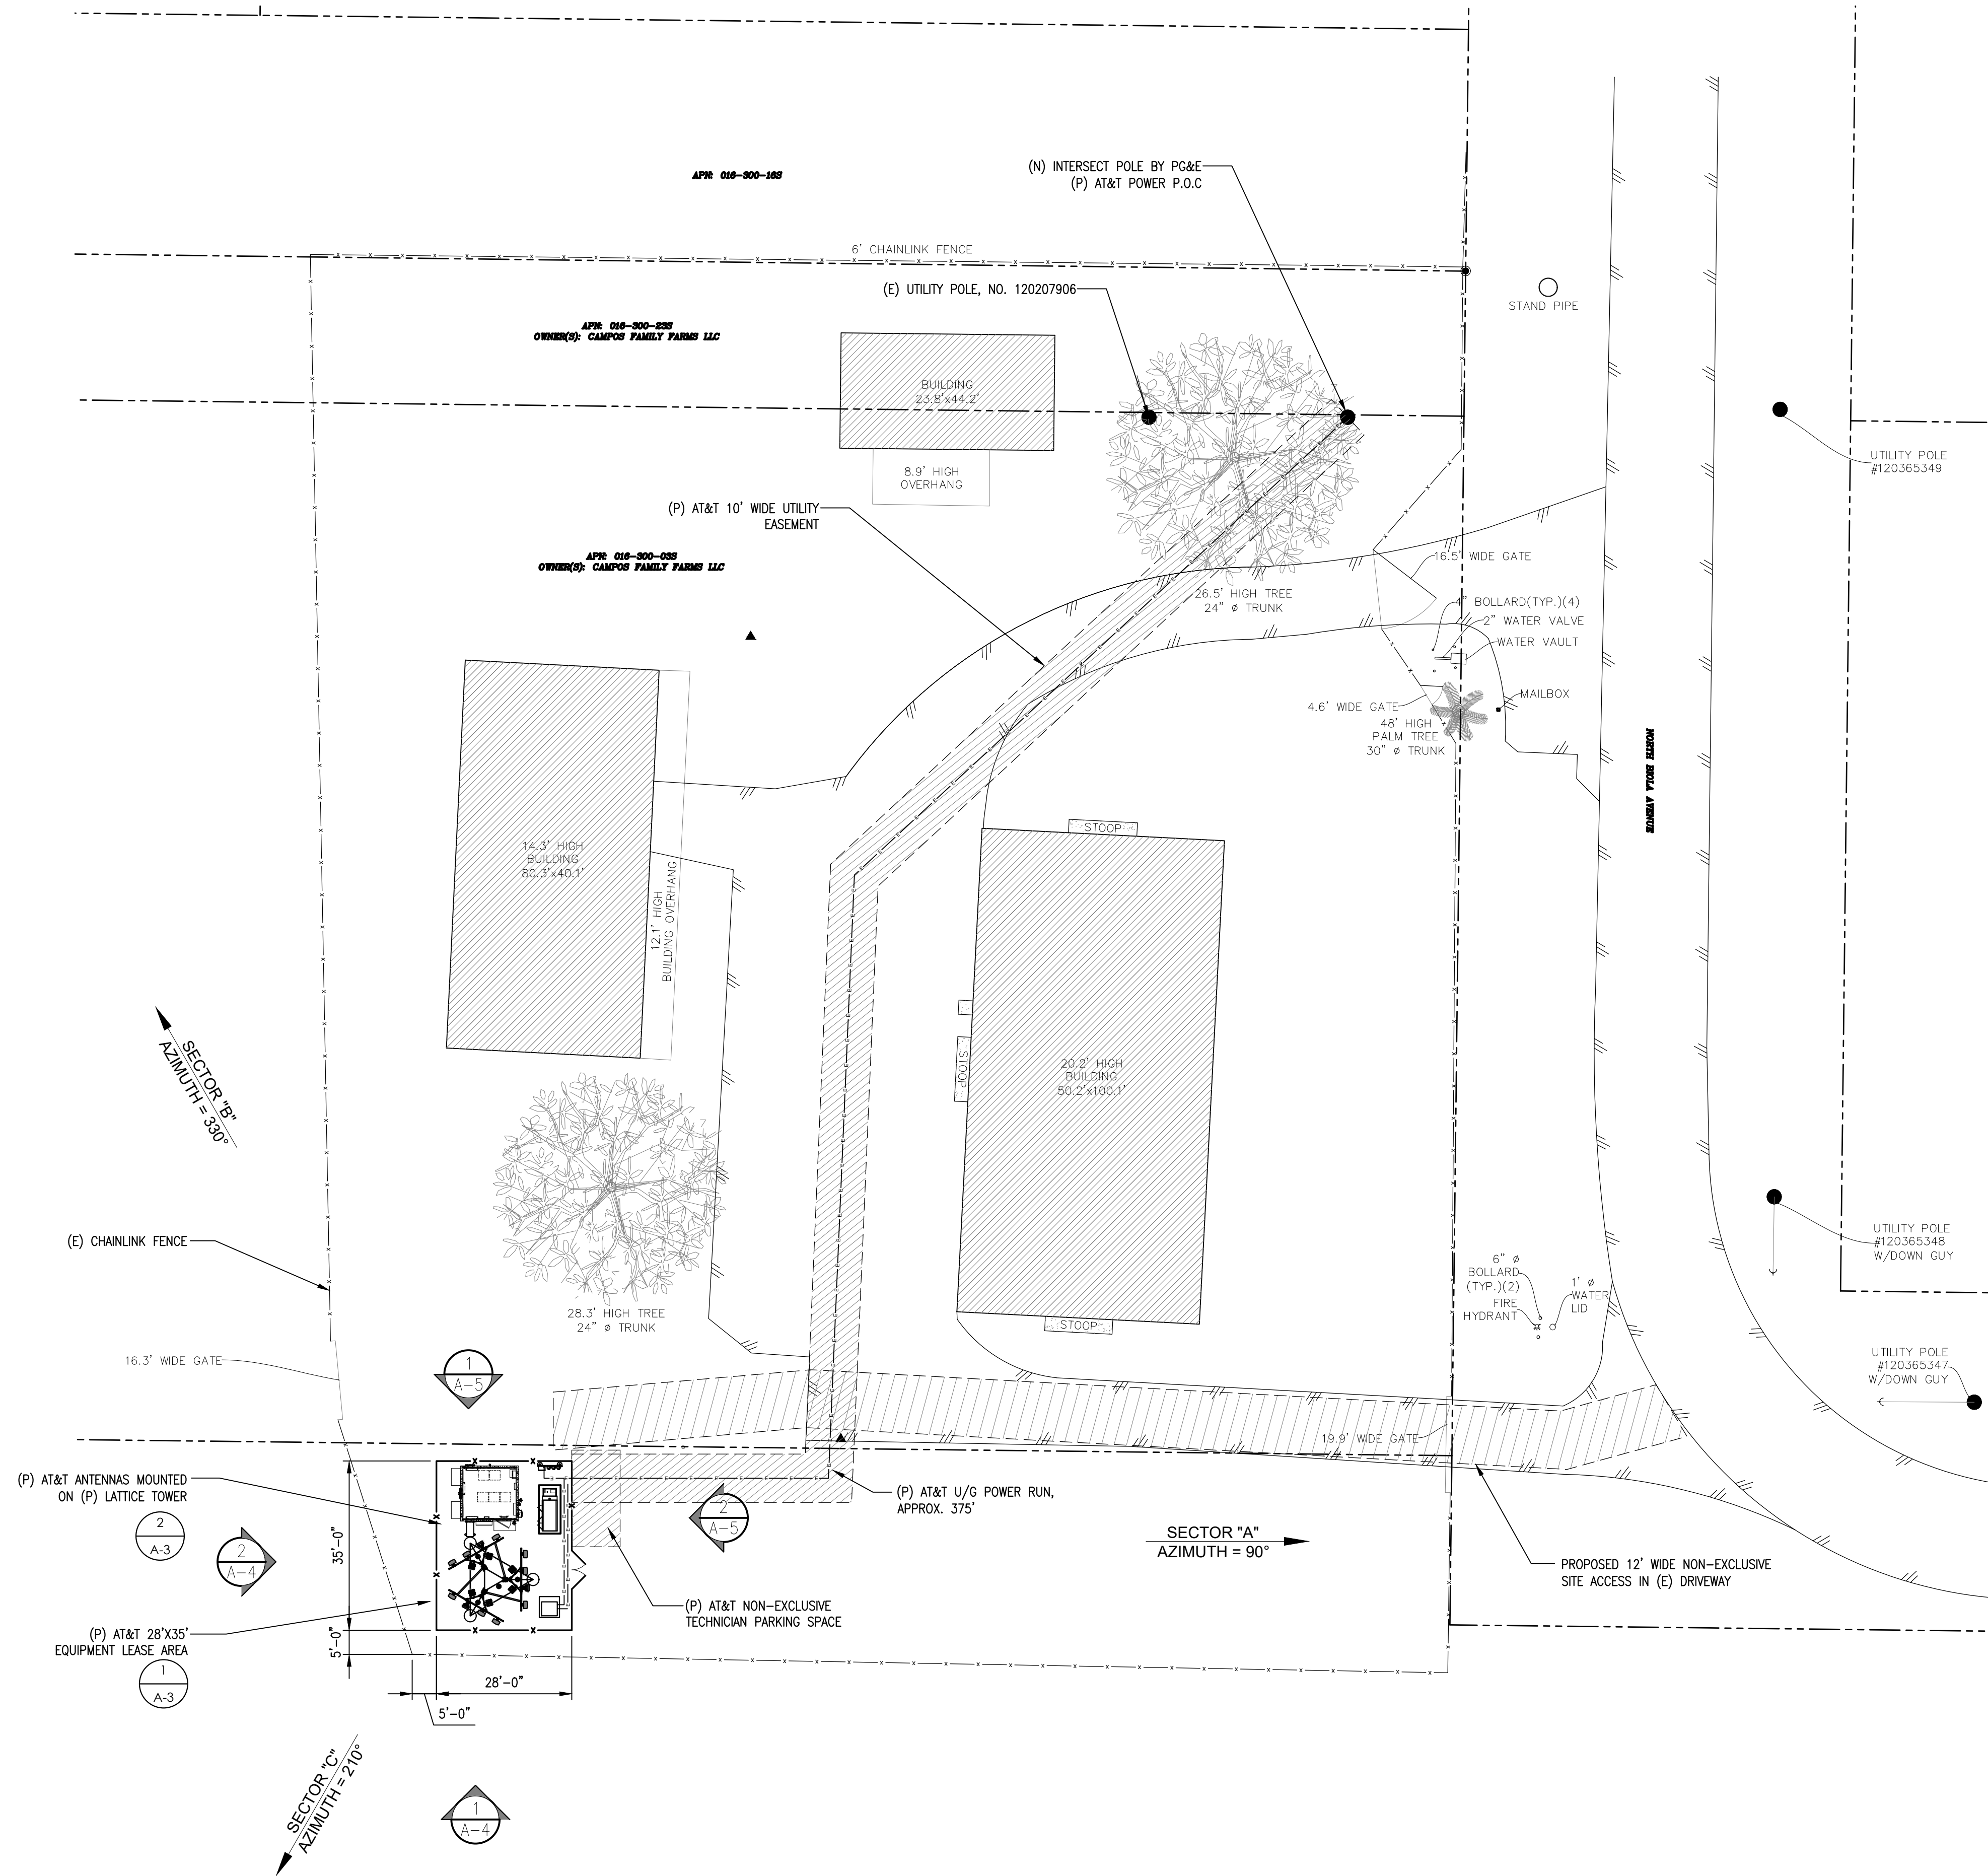 APN: 016-300-16S
(N) INTERSECT POLE BY PG&E
(P) AT&T POWER P.O.C
6' CHAINLINK FENCE
(E) UTILITY POLE, NO. 120207906
STAND PIPE
APN: 016-300-23S
OWNER(S): CAMPOS FAMILY FARMS LLC
BUILDING
23.8'x44.2'
UTILITY POLE
#120365349
8.9' HIGH
OVERHANG
(P) AT&T 10' WIDE UTILITY
EASEMENT
APN: 016-300-03S
OWNER(S): CAMPOS FAMILY FARMS LLC
16.5' WIDE GATE
26.5' HIGH TREE
24" ø TRUNK
4" BOLLARD(TYP.)(4)
2" WATER VALVE
WATER VAULT
MAILBOX
4.6' WIDE GATE
48' HIGH
PALM TREE
30" ø TRUNK
NORTH BIOLA AVENUE
STOOP
14.3' HIGH
BUILDING
80.3'x40.1'
12.1' HIGH
BUILDING OVERHANG
STOOP
20.2' HIGH
BUILDING
50.2'x100.1'
SECTOR "B"
AZIMUTH = 330°
(E) CHAINLINK FENCE
28.3' HIGH TREE
24" ø TRUNK
STOOP
6" ø
BOLLARD
(TYP.)(2)
FIRE
HYDRANT
1' ø
WATER
LID
UTILITY POLE
#120365348
W/DOWN GUY
16.3' WIDE GATE
1
A-5
UTILITY POLE
#120365347
W/DOWN GUY
19.9' WIDE GATE
(P) AT&T ANTENNAS MOUNTED
ON (P) LATTICE TOWER
2
A-3
2
A-4
35'-0"
(P) AT&T U/G POWER RUN,
APPROX. 375'
2
A-5
SECTOR "A"
AZIMUTH = 90°
PROPOSED 12' WIDE NON-EXCLUSIVE
SITE ACCESS IN (E) DRIVEWAY
(P) AT&T NON-EXCLUSIVE
TECHNICIAN PARKING SPACE
(P) AT&T 28'X35'
EQUIPMENT LEASE AREA
1
A-3
5'-0"
28'-0"
5'-0"
SECTOR "C"
AZIMUTH = 210°
1
A-4